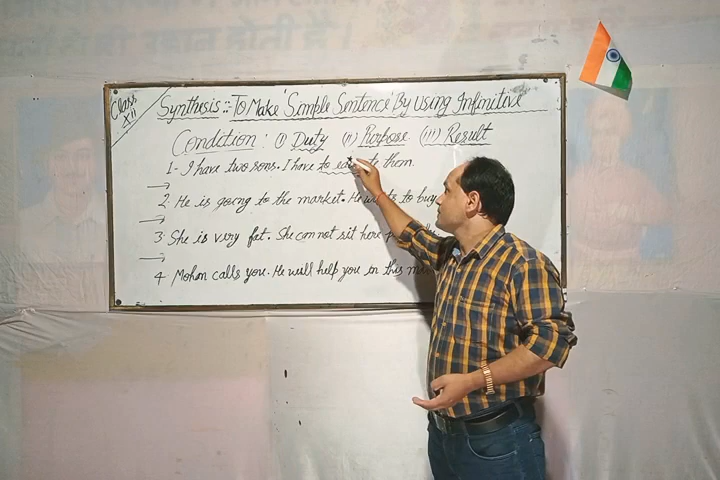 Class
XII
Synthesis :- To Make 'Simple Sentence' By Using Infinitive
Condition : (i) Duty (ii) Purpose (iii) Result
1- I have two sons. I have to them.
→
2. He is going to the market. He to buy
→
3 She is very fat. She can not sit here
→
4 Mohan calls you. He will help you in this